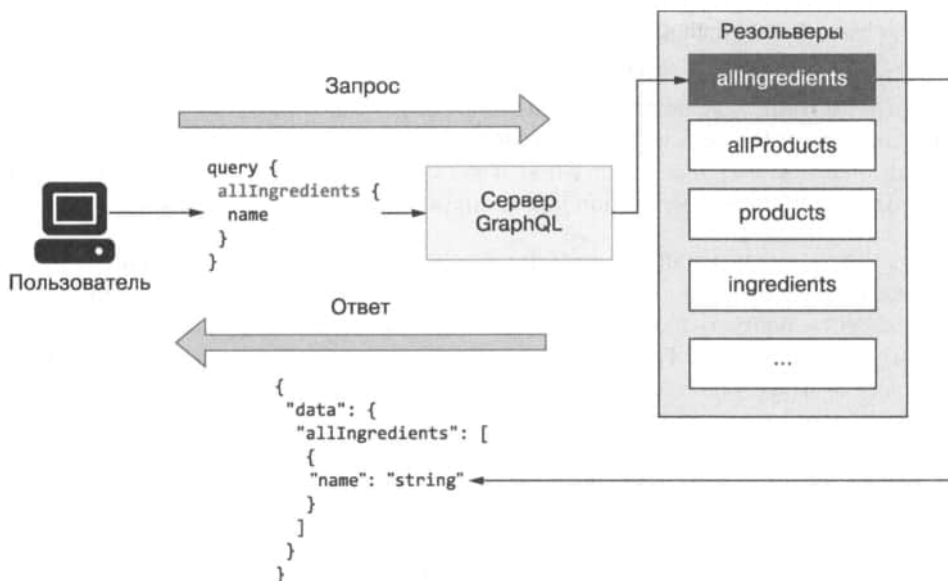 Резольверы
allIngredients
allProducts
products
ingredients
...
Запрос
query {
allIngredients {
name
}
}
Сервер
GraphQL
Пользователь
Ответ
{
"data": {
"allIngredients": [
{
"name": "string"
}
]
}
}